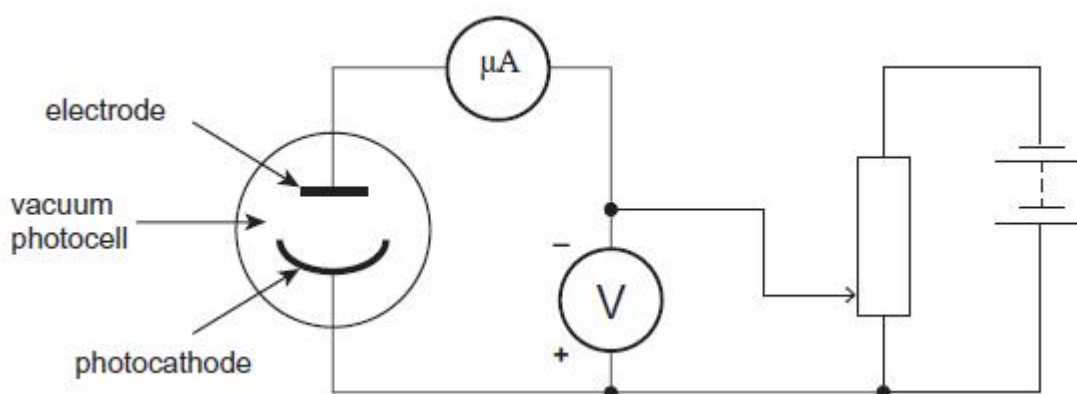 μA
electrode
vacuum
photocell
–
V
+
photocathode